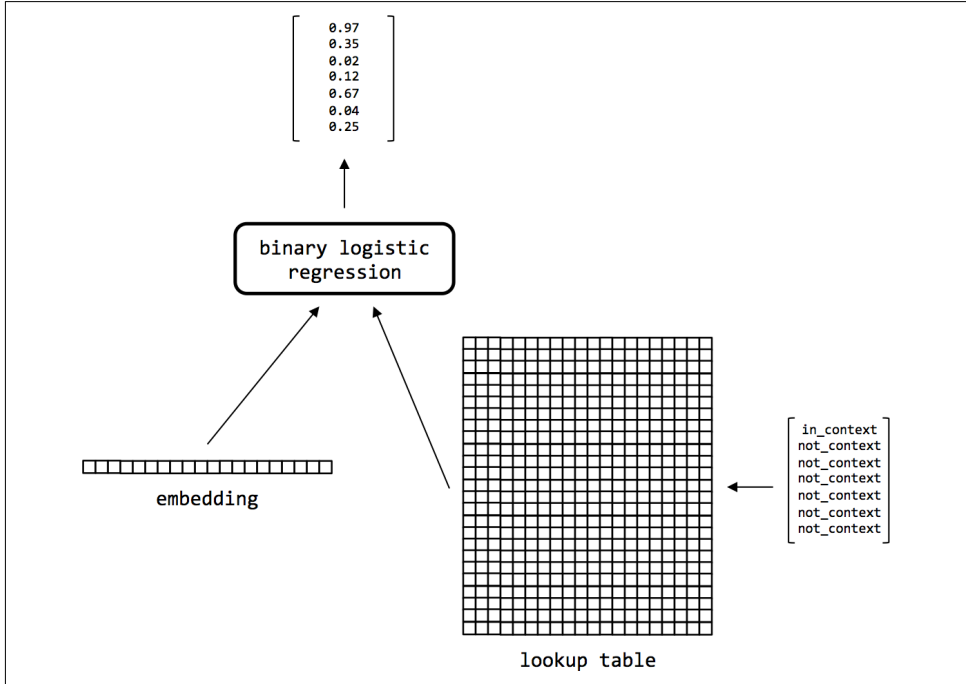 0.97
0.35
0.02
0.12
0.67
0.04
0.25
binary logistic
regression
embedding
in_context
not_context
not_context
not_context
not_context
not_context
not_context
lookup table